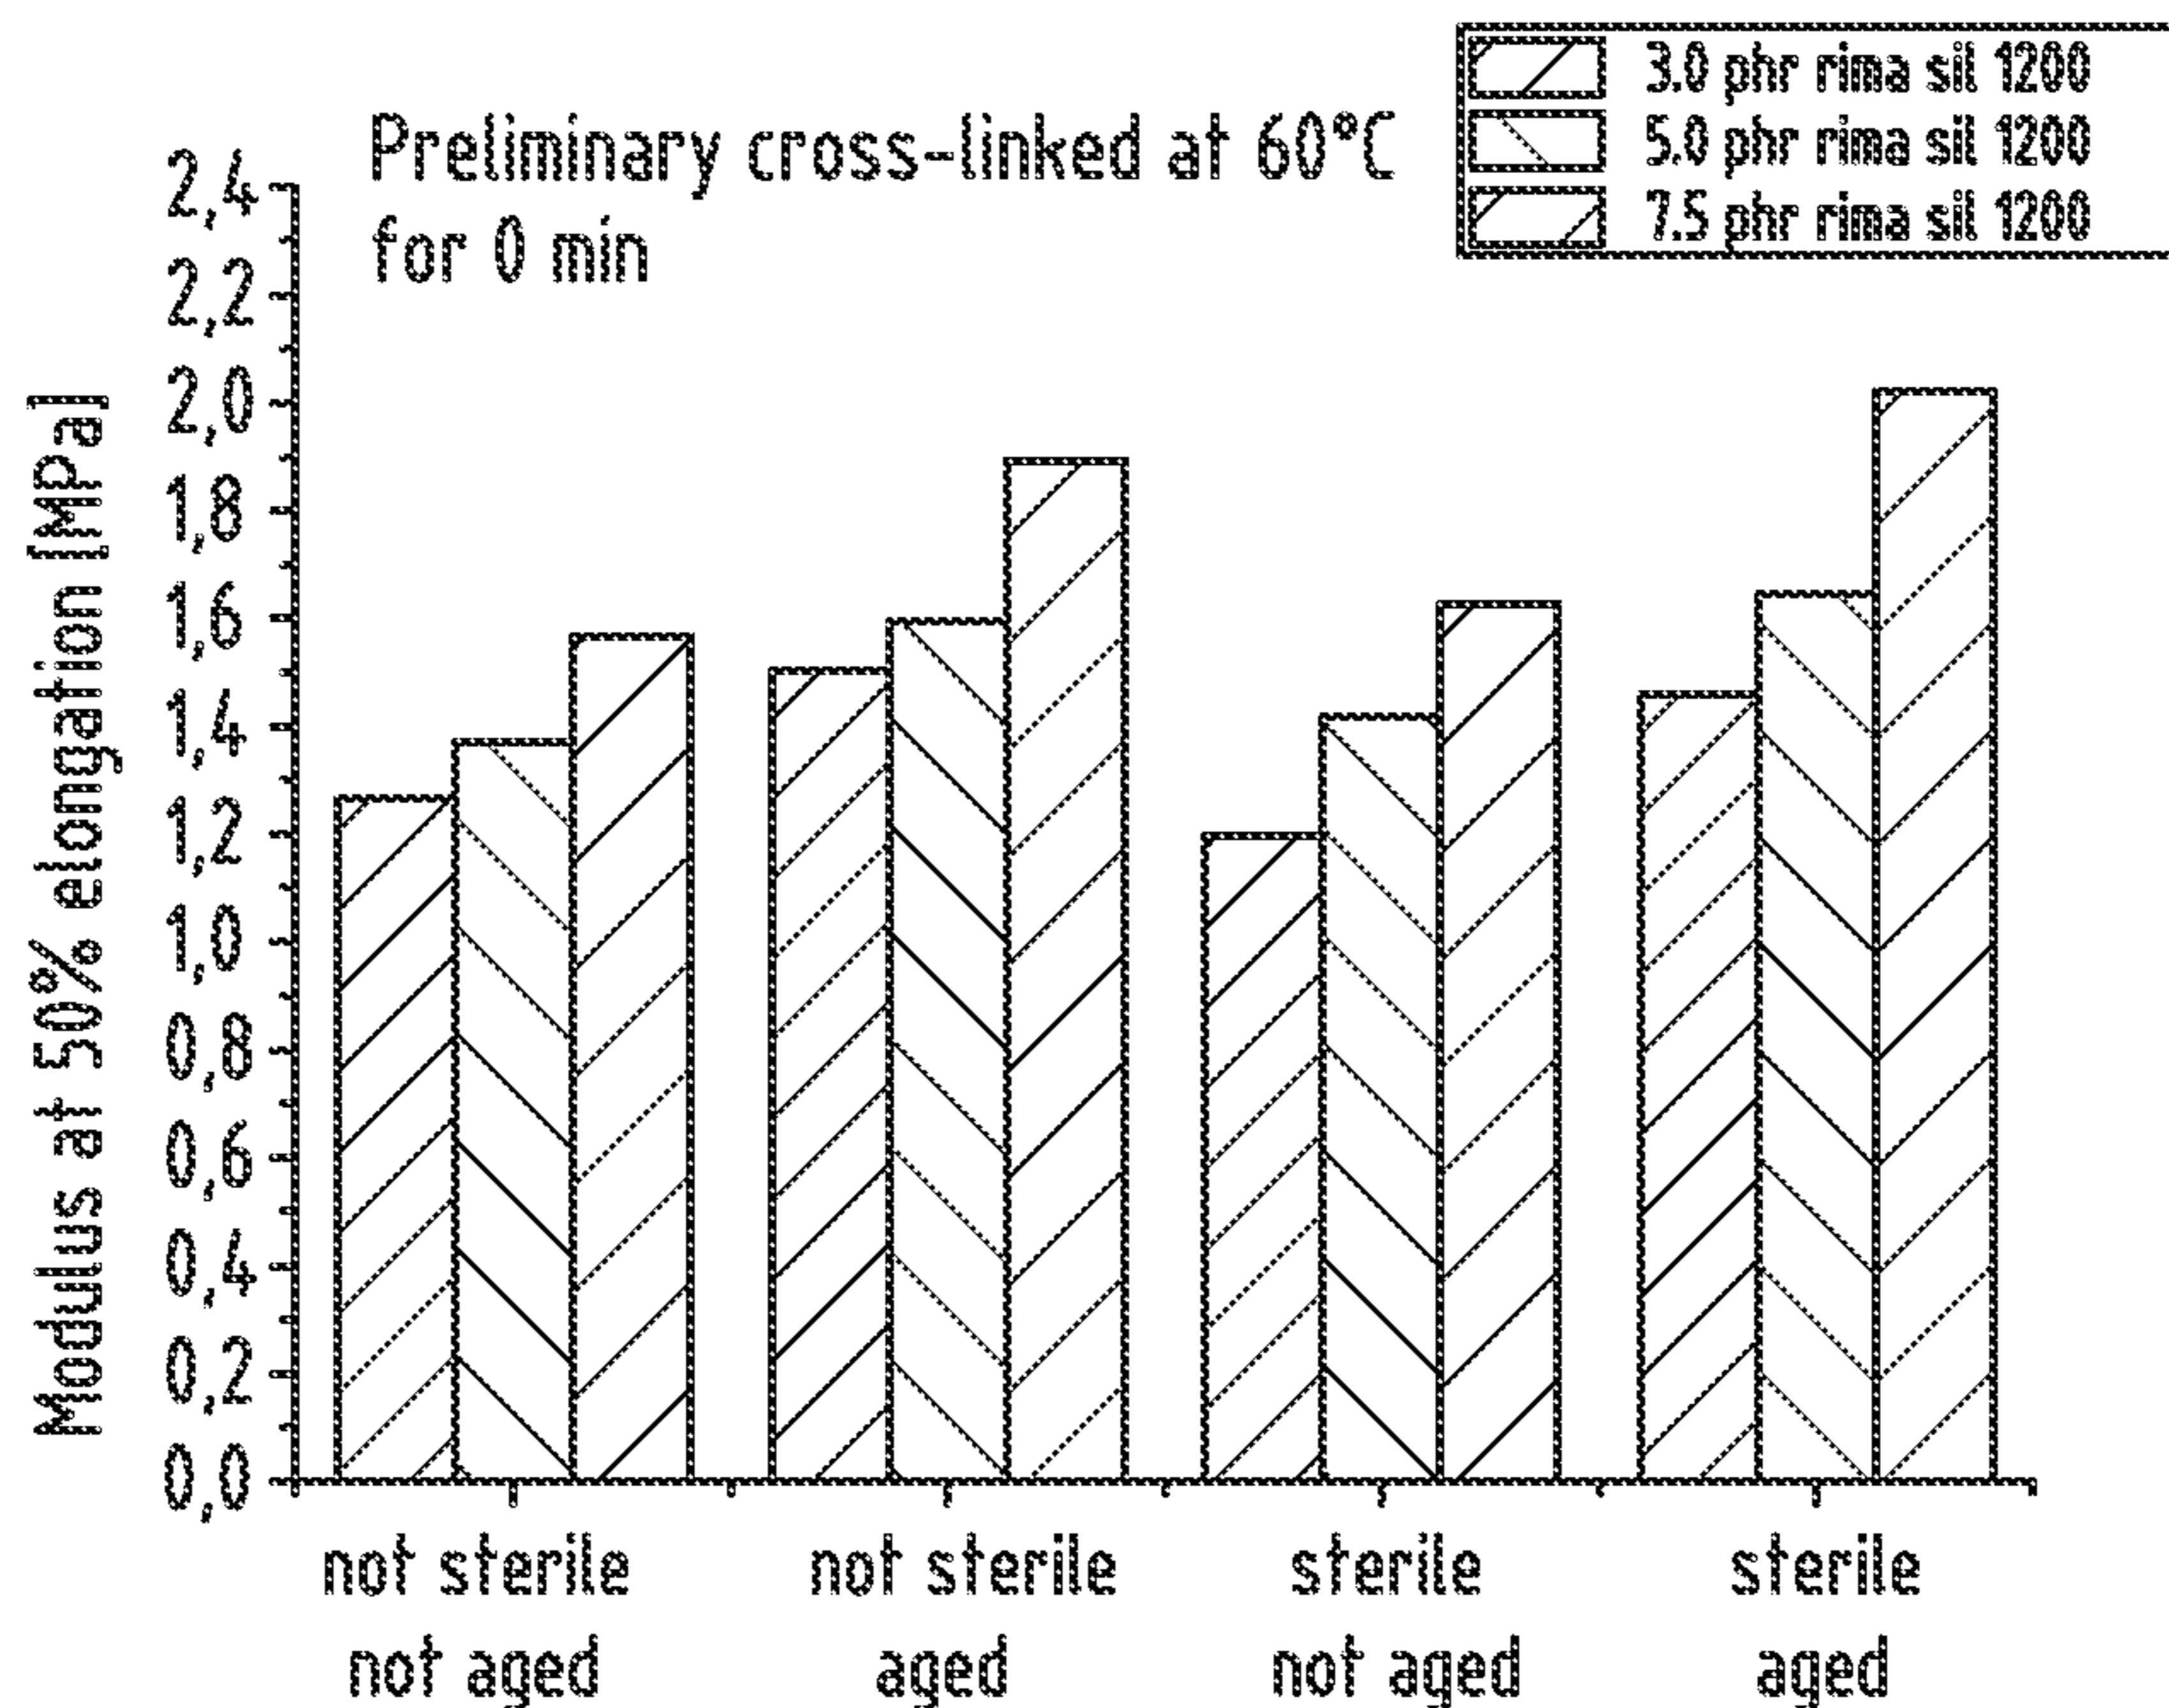 3.0 phr rima sil 1200
5.0 phr rima sil 1200
7.5 phr rima sil 1200
Preliminary cross-linked at 60°C
for 0 min
Modulus at 50% elongation [MPa]
2,4
2,2
2,0
1,8
1,6
1,4
1,2
1,0
0,8
0,6
0,4
0,2
0,0
not sterile not sterile sterile sterile
not aged aged not aged aged